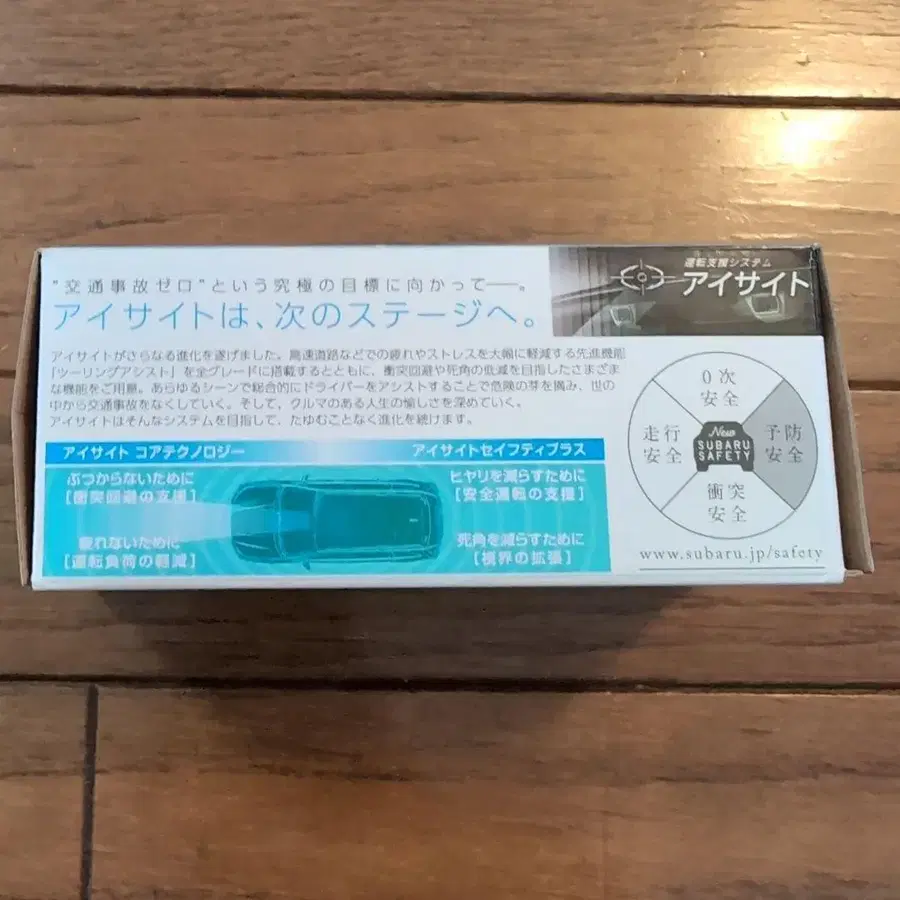 "交通事故ゼロ"という究極の目標に向かって──。
アイサイトは、次のステージへ。
運転支援システム
アイサイト
アイサイトがさらなる進化を遂げました。高速道路などでの疲れやストレスを大幅に軽減する先進機能
「ツーリングアシスト」を全グレードに搭載するとともに、衝突回避や死角の低減を目指したさまざま
な機能をご用意。あらゆるシーンで総合的にドライバーをアシストすることで危険の芽を摘み、世の
中から交通事故をなくしていく。そして、クルマのある人生の愉しさを深めていく。
アイサイトはそんなシステムを目指して、たゆむことなく進化を続けます。
アイサイト コアテクノロジー
アイサイトセイフティプラス
ぶつからないために
[衝突回避の支援]
ヒヤリを減らすために
[安全運転の支援]
疲れないために
[運転負荷の軽減]
死角を減らすために
[視界の拡張]
0次
安全
走行
安全
New
SUBARU
SAFETY
予防
安全
衝突
安全
www.subaru.jp/safety